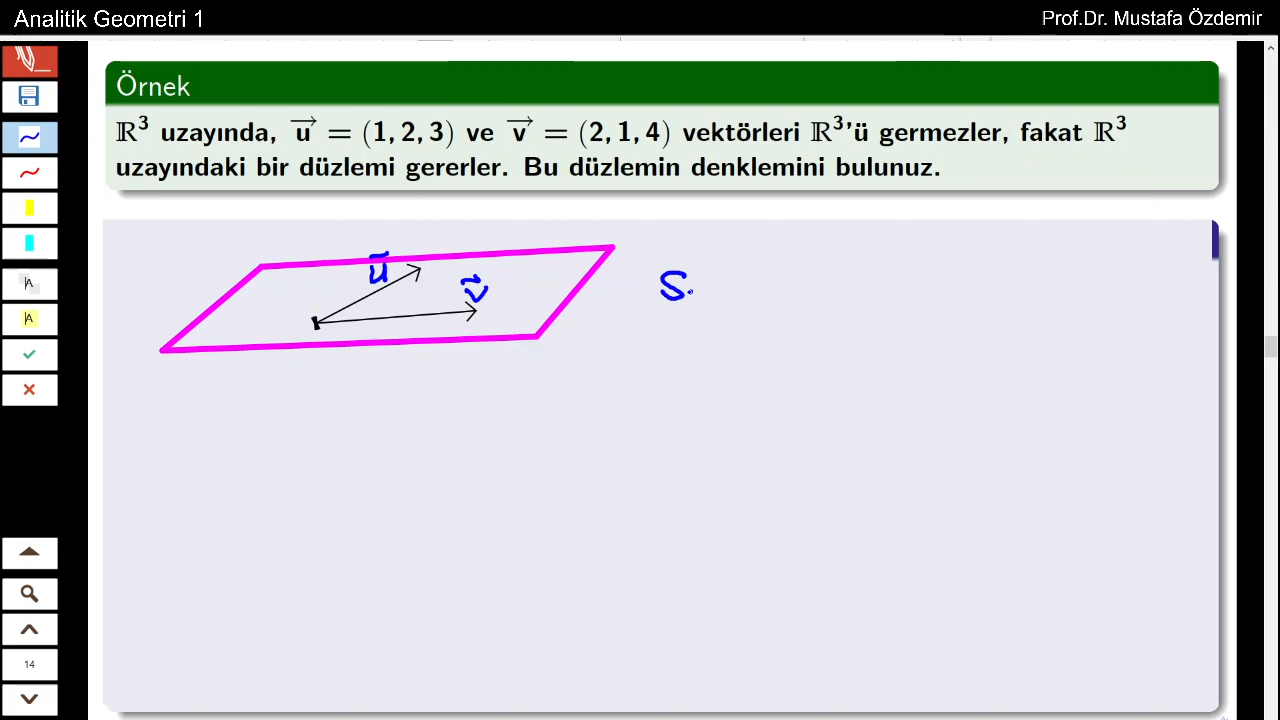 Analitik Geometri 1
Prof.Dr. Mustafa Özdemir
Örnek
ℝ³ uzayında, u⃗ = (1, 2, 3) ve v⃗ = (2, 1, 4) vektörleri ℝ³'ü germezler, fakat ℝ³
uzayındaki bir düzlemi gererler. Bu düzlemin denklemini bulunuz.
u⃗
v⃗
S.
A
A
14